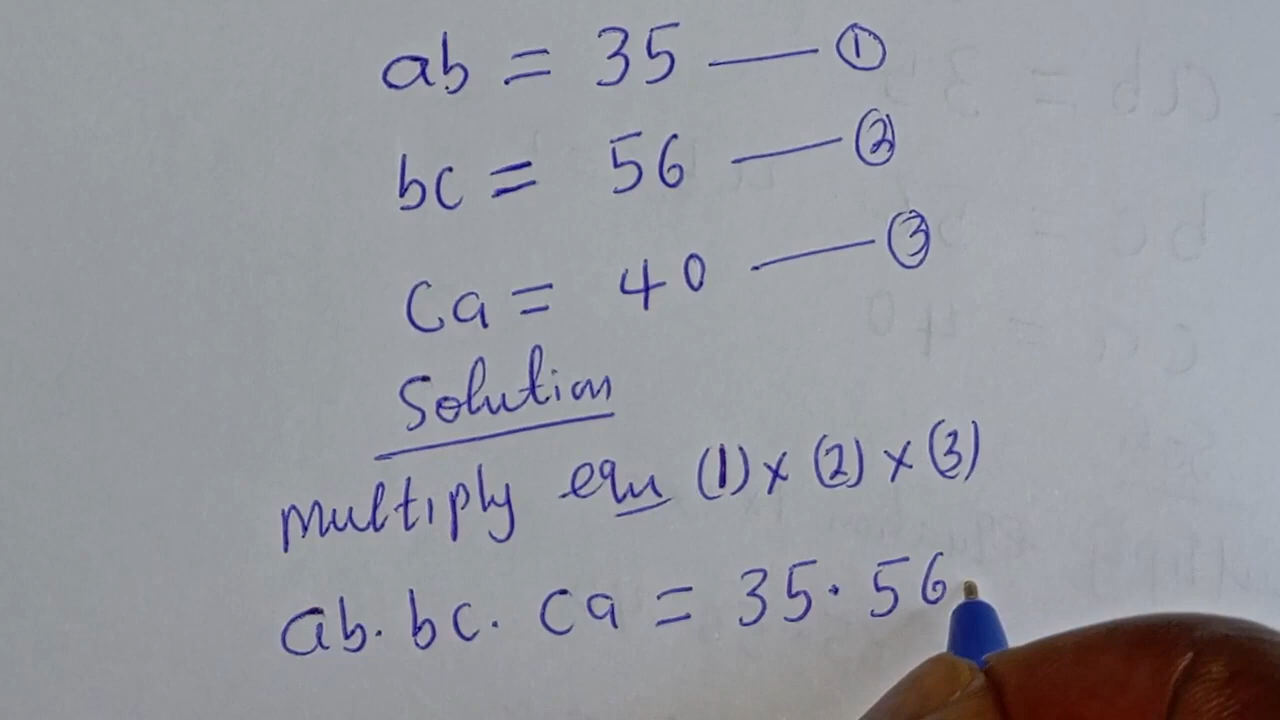 ab = 35 — ①
bc = 56 — ②
ca = 40 — ③
Solution
Multiply eqn (1) x (2) x (3)
ab. bc. ca = 35. 56